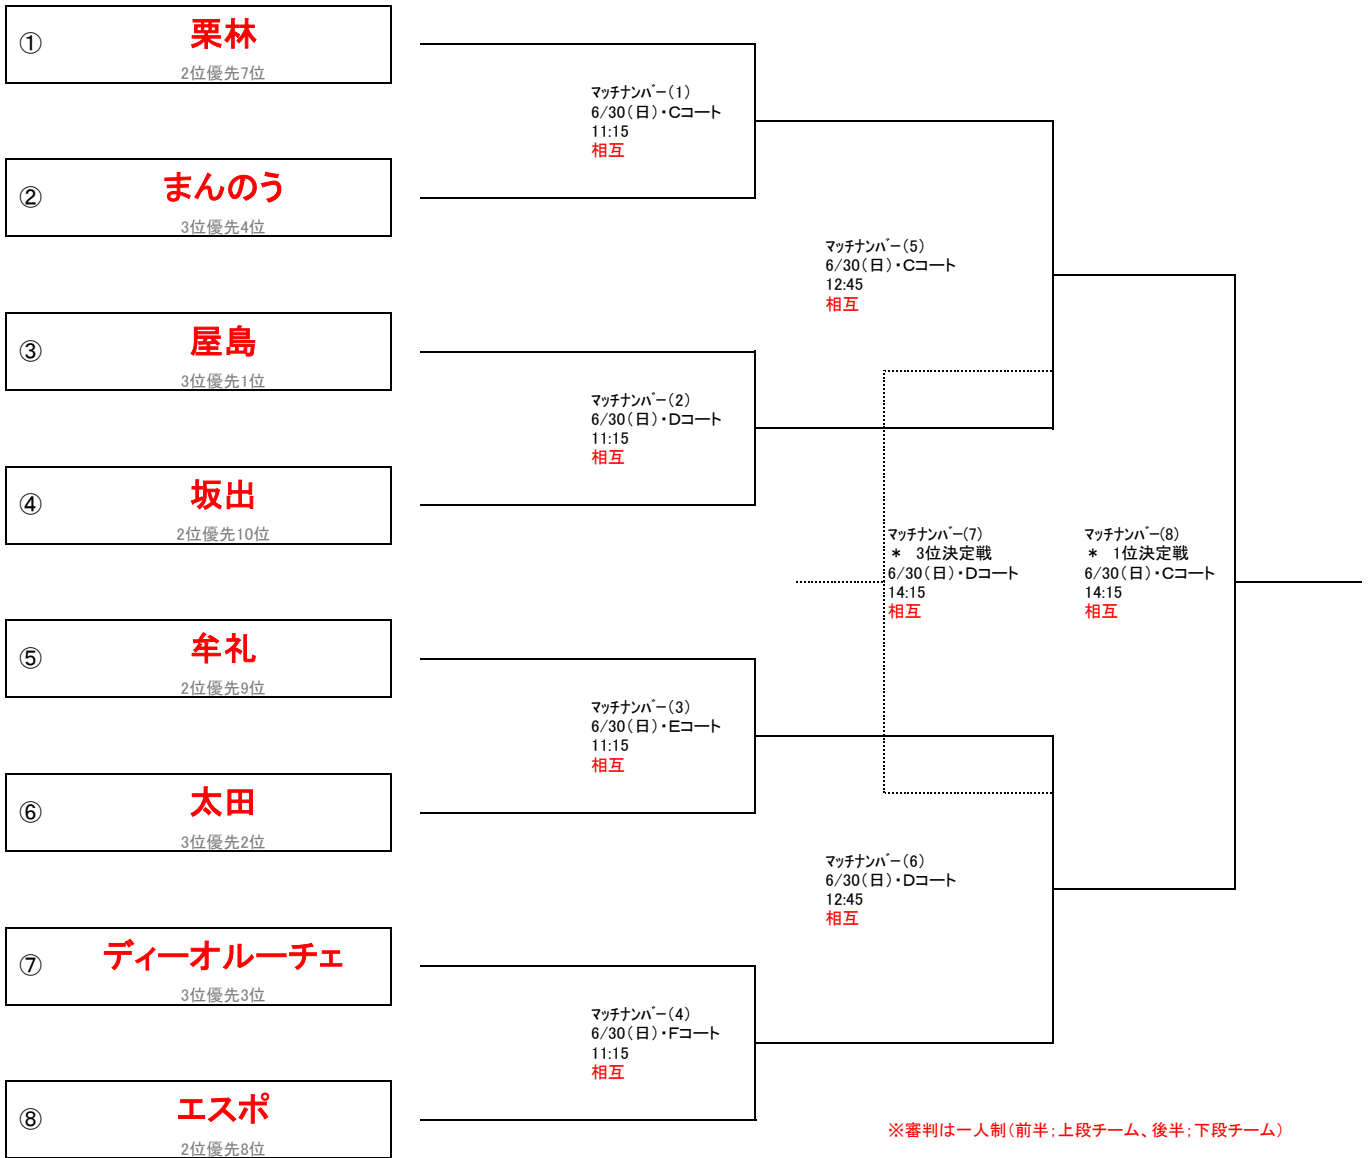 ①
栗林
2位優先7位
②
まんのう
3位優先4位
③
屋島
3位優先1位
④
坂出
2位優先10位
⑤
牟礼
2位優先9位
⑥
太田
3位優先2位
⑦
ディーオルーチェ
3位優先3位
⑧
エスポ
2位優先8位
マッチナンバー(1)
6/30(日)・Cコート
11:15
相互
マッチナンバー(2)
6/30(日)・Dコート
11:15
相互
マッチナンバー(3)
6/30(日)・Eコート
11:15
相互
マッチナンバー(4)
6/30(日)・Fコート
11:15
相互
マッチナンバー(5)
6/30(日)・Cコート
12:45
相互
マッチナンバー(6)
6/30(日)・Dコート
12:45
相互
マッチナンバー(7)
* 3位決定戦
6/30(日)・Dコート
14:15
相互
マッチナンバー(8)
* 1位決定戦
6/30(日)・Cコート
14:15
相互
※審判は一人制(前半;上段チーム、後半;下段チーム)